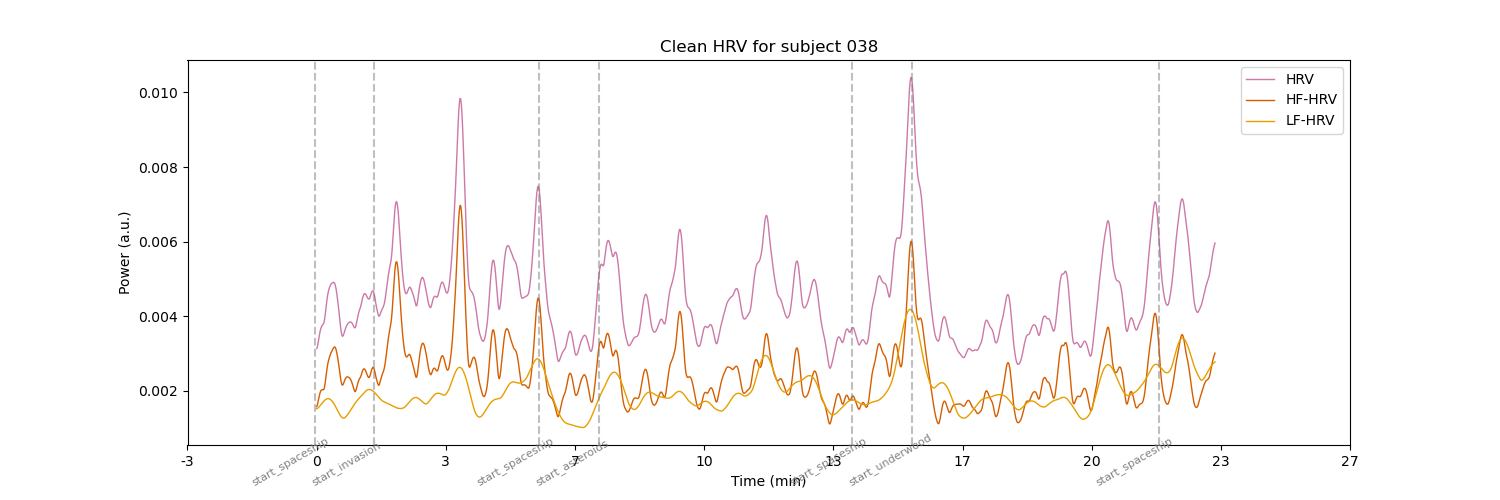 Clean HRV for subject 038
HRV
HF-HRV
LF-HRV
Power (a.u.)
0.010
0.008
0.006
0.004
0.002
-3
0
3
7
10
13
17
20
23
27
start_spaceship
start_invasion
start_spaceship
start_asteroids
start_spaceship
start_underwood
start_spaceship
Time (min)